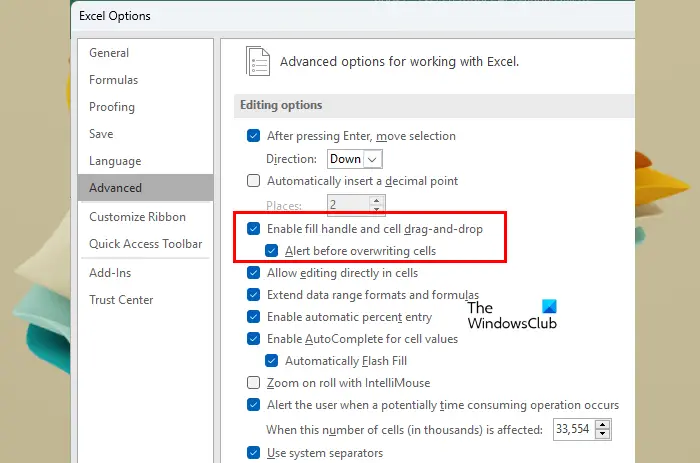 Excel Options
General
Formulas
Proofing
Save
Language
Advanced
Customize Ribbon
Quick Access Toolbar
Add-Ins
Trust Center
Advanced options for working with Excel.
Editing options
After pressing Enter, move selection
Direction: Down
Automatically insert a decimal point
Places: 2
Enable fill handle and cell drag-and-drop
Alert before overwriting cells
Allow editing directly in cells
Extend data range formats and formulas
Enable automatic percent entry
Enable AutoComplete for cell values
Automatically Flash Fill
Zoom on roll with IntelliMouse
Alert the user when a potentially time consuming operation occurs
When this number of cells (in thousands) is affected: 33,554
Use system separators
The
WindowsClub